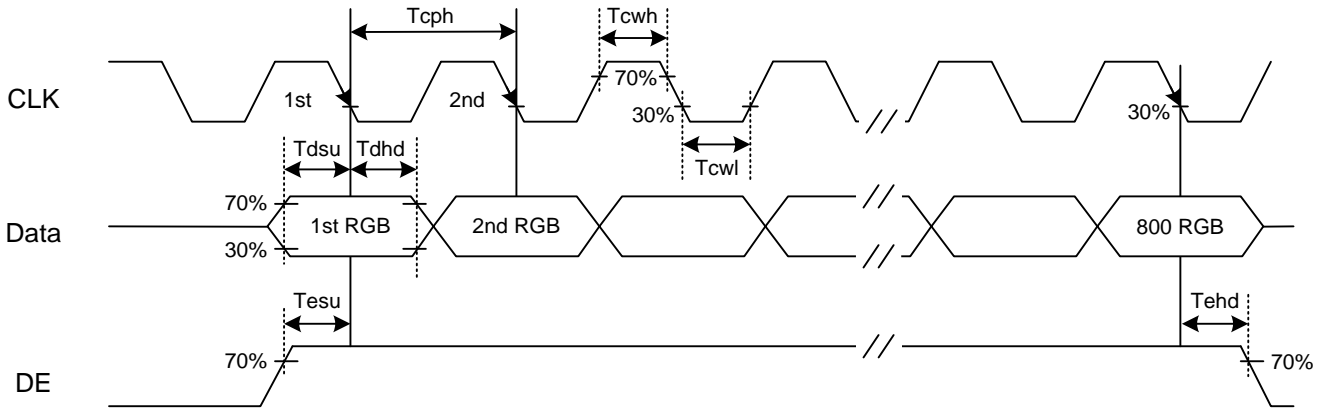 Tcph
Tcwh
CLK
1st
2nd
70%
30%
30%
Tcwl
Tdsu
Tdhd
Data
70%
1st RGB
2nd RGB
800 RGB
30%
Tesu
Tehd
DE
70%
70%